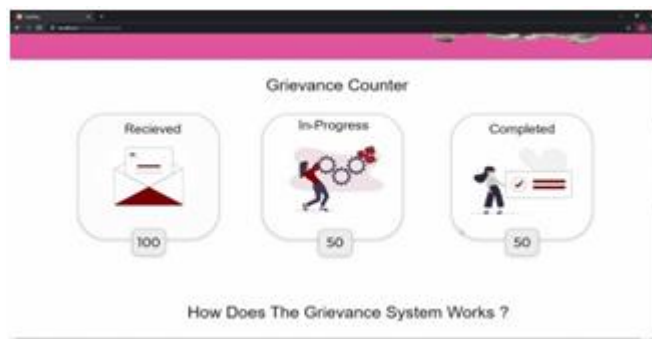 Grievance Counter
Recieved
In-Progress
Completed
100
50
50
How Does The Grievance System Works ?